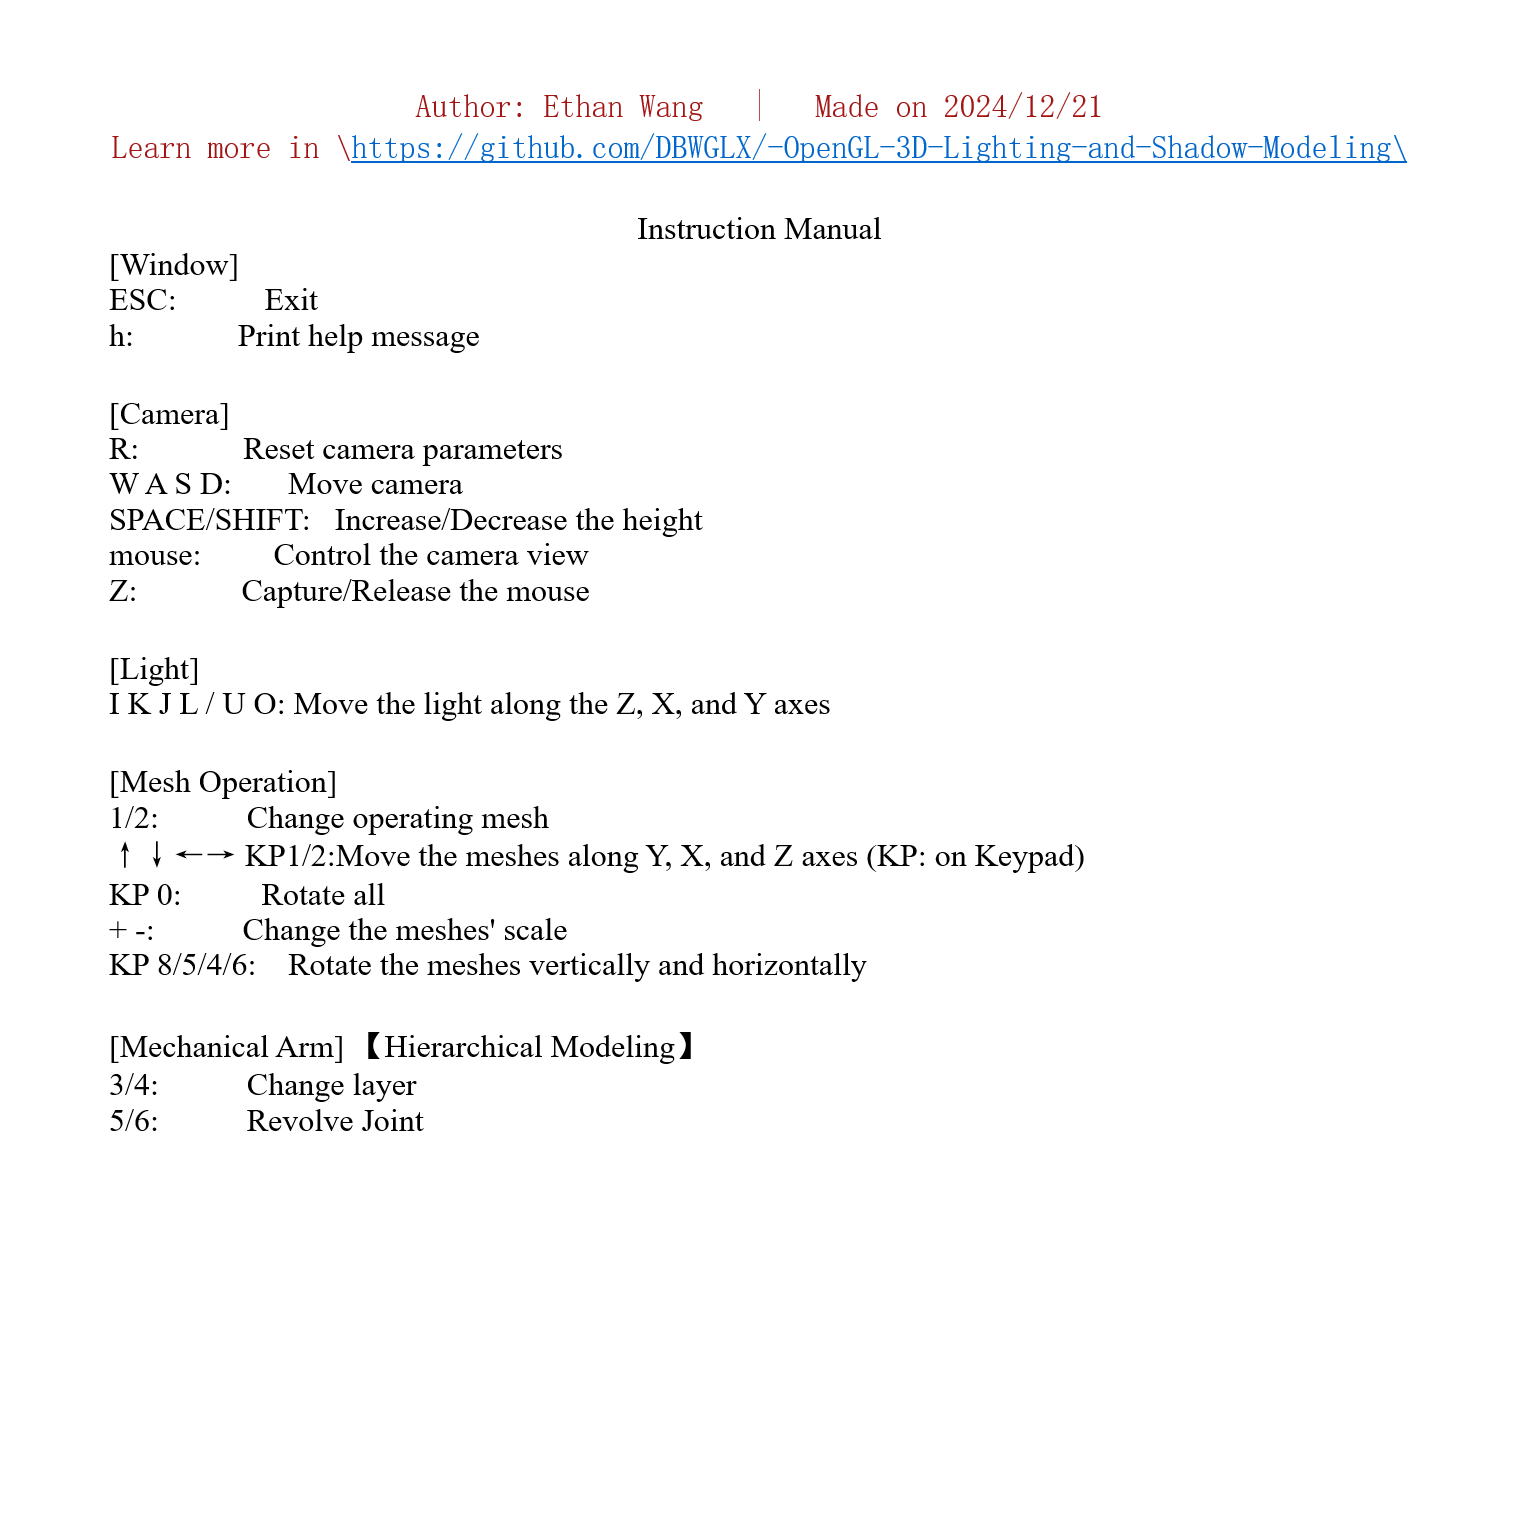 Author: Ethan Wang | Made on 2024/12/21
Learn more in \https://github.com/DBWGLX/-OpenGL-3D-Lighting-and-Shadow-Modeling\
Instruction Manual
[Window]
ESC: Exit
h: Print help message
[Camera]
R: Reset camera parameters
W A S D: Move camera
SPACE/SHIFT: Increase/Decrease the height
mouse: Control the camera view
Z: Capture/Release the mouse
[Light]
I K J L / U O: Move the light along the Z, X, and Y axes
[Mesh Operation]
1/2: Change operating mesh
↑ ↓ ←→ KP1/2:Move the meshes along Y, X, and Z axes (KP: on Keypad)
KP 0: Rotate all
+ -: Change the meshes' scale
KP 8/5/4/6: Rotate the meshes vertically and horizontally
[Mechanical Arm] 【Hierarchical Modeling】
3/4: Change layer
5/6: Revolve Joint